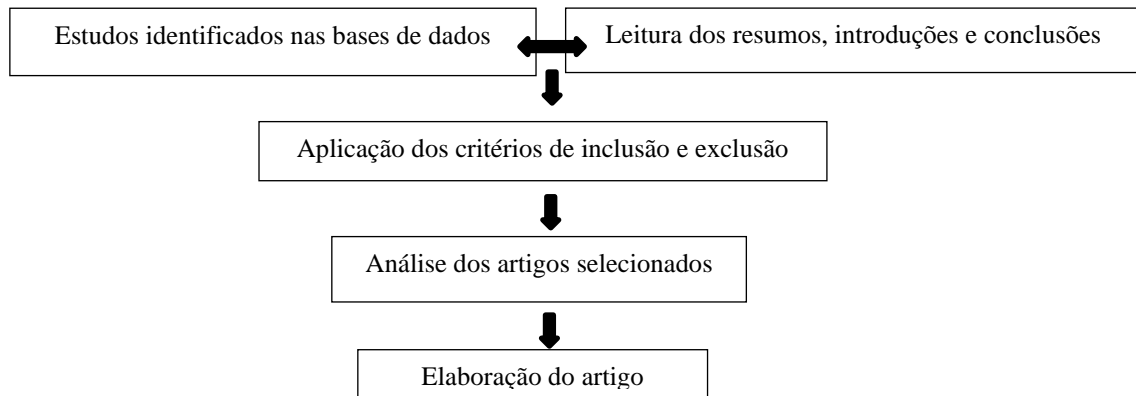 Estudos identificados nas bases de dados
Leitura dos resumos, introduções e conclusões
Aplicação dos critérios de inclusão e exclusão
Análise dos artigos selecionados
Elaboração do artigo